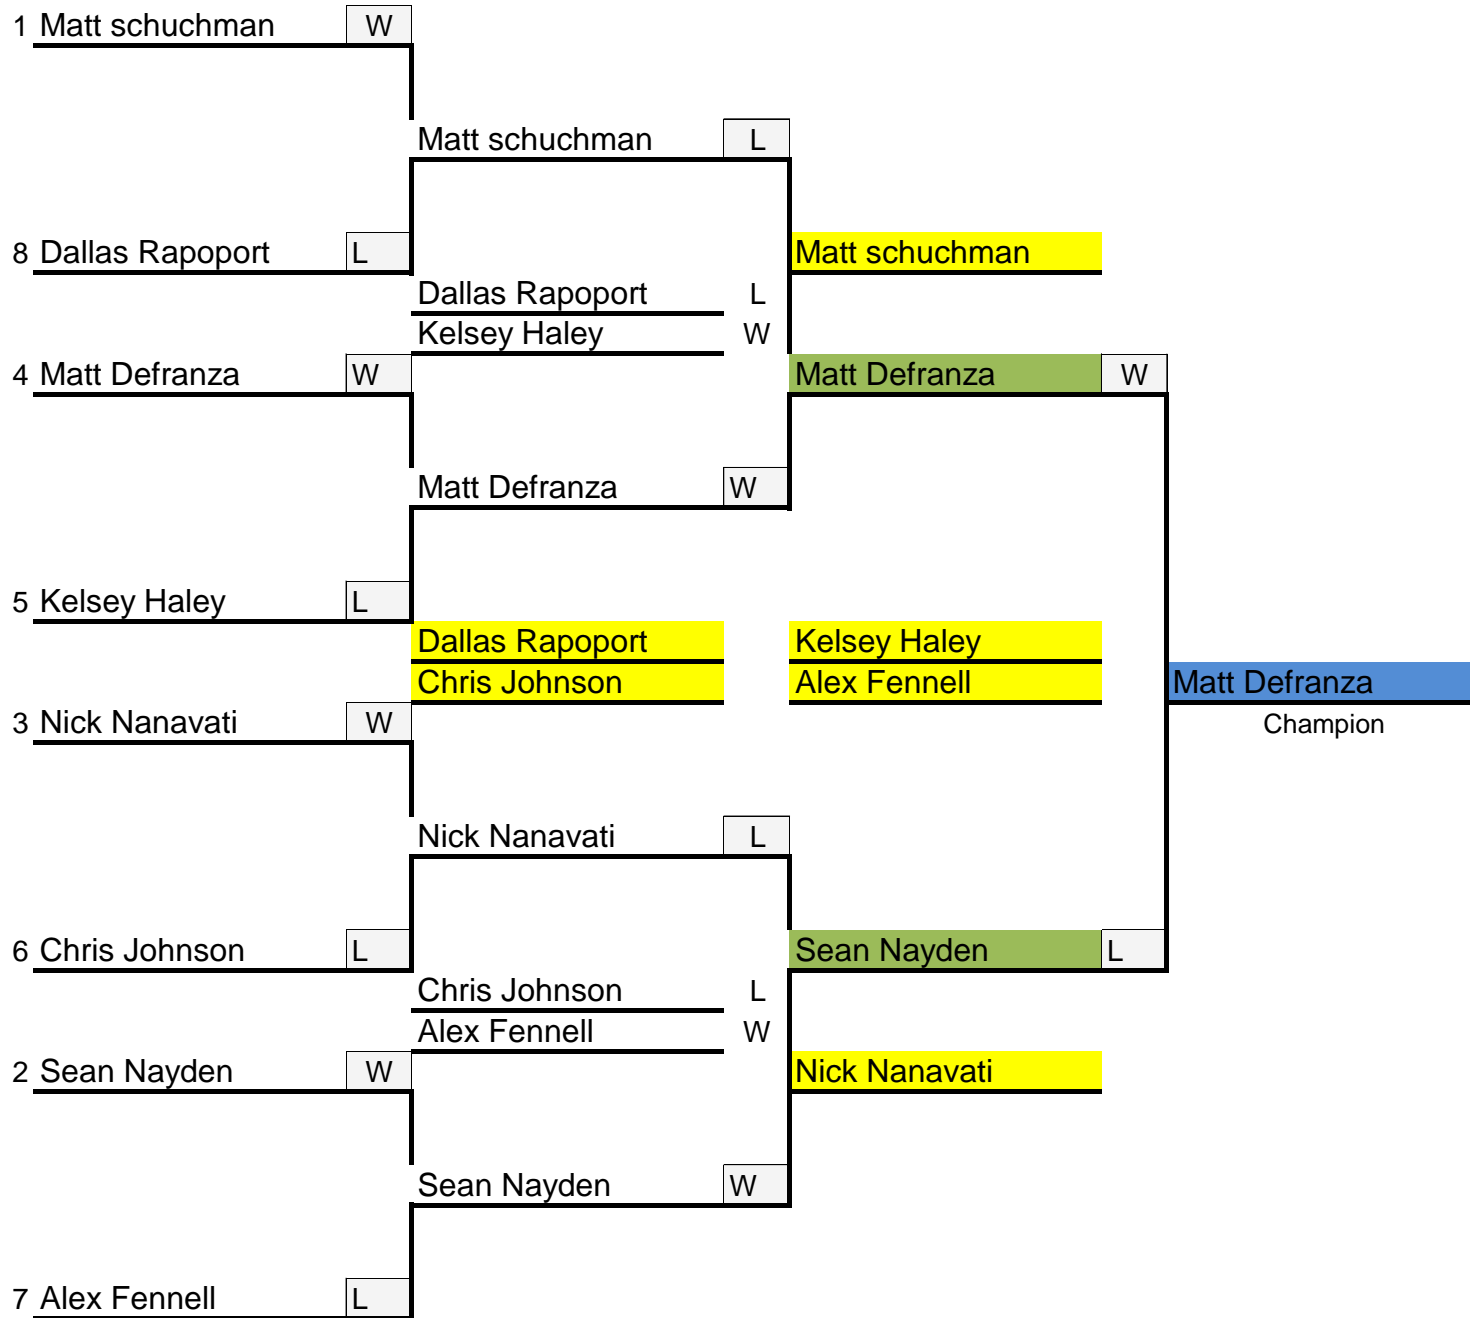 1 Matt schuchman W
Matt schuchman L
8 Dallas Rapoport L
Matt schuchman
Dallas Rapoport L
Kelsey Haley W
4 Matt Defranza W
Matt Defranza W
Matt Defranza W
5 Kelsey Haley L
Dallas Rapoport
Kelsey Haley
Chris Johnson
Alex Fennell
Matt Defranza
3 Nick Nanavati W
Champion
Nick Nanavati L
6 Chris Johnson L
Sean Nayden L
Chris Johnson L
Alex Fennell W
2 Sean Nayden W
Nick Nanavati
Sean Nayden W
7 Alex Fennell L